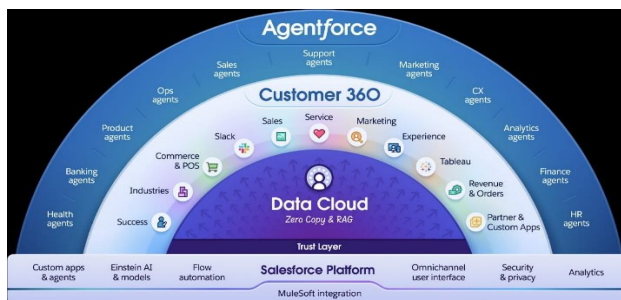 Agentforce
Health agents
Banking agents
Product agents
Ops agents
Sales agents
Support agents
Marketing agents
CX agents
Analytics agents
Finance agents
HR agents
Customer 360
Success
Industries
Commerce & POS
Slack
Sales
Service
Marketing
Experience
Tableau
Revenue & Orders
Partner & Custom Apps
Data Cloud
Zero Copy & RAG
Trust Layer
Custom apps & agents
Einstein AI & models
Flow automation
Salesforce Platform
Omnichannel user interface
Security & privacy
Analytics
MuleSoft integration